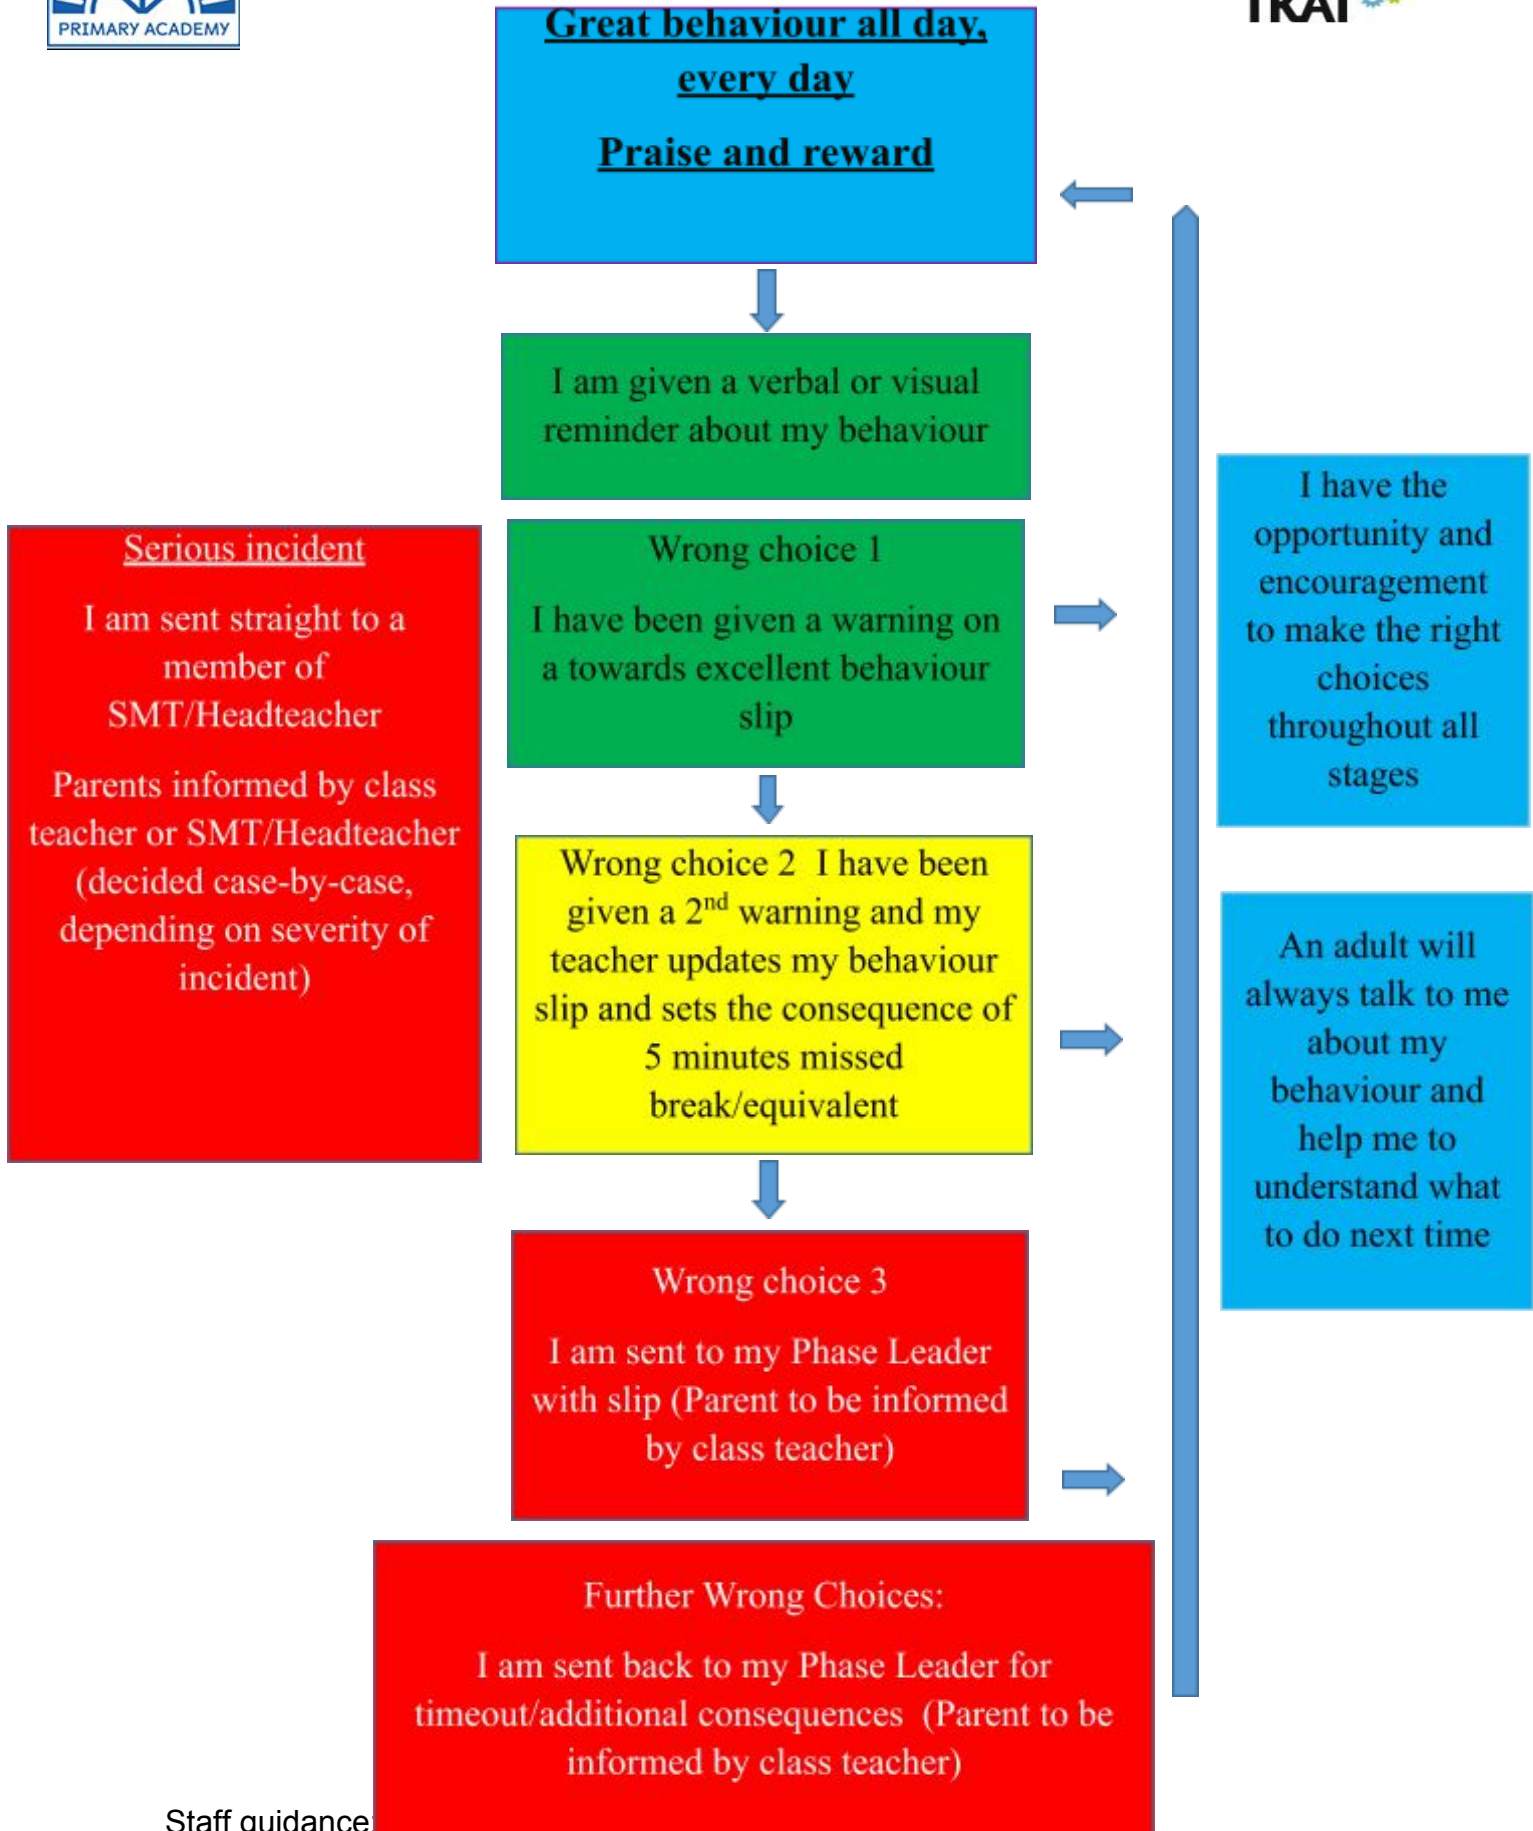 PRIMARY ACADEMY
Great behaviour all day,
every day
Praise and reward
I am given a verbal or visual
reminder about my behaviour
Serious incident
I am sent straight to a
member of
SMT/Headteacher
Parents informed by class
teacher or SMT/Headteacher
(decided case-by-case,
depending on severity of
incident)
Wrong choice 1
I have been given a warning on
a towards excellent behaviour
slip
I have the
opportunity and
encouragement
to make the right
choices
throughout all
stages
Wrong choice 2  I have been
given a 2nd warning and my
teacher updates my behaviour
slip and sets the consequence of
5 minutes missed
break/equivalent
An adult will
always talk to me
about my
behaviour and
help me to
understand what
to do next time
Wrong choice 3
I am sent to my Phase Leader
with slip (Parent to be informed
by class teacher)
Further Wrong Choices:
I am sent back to my Phase Leader for
timeout/additional consequences  (Parent to be
informed by class teacher)
Staff guidance: